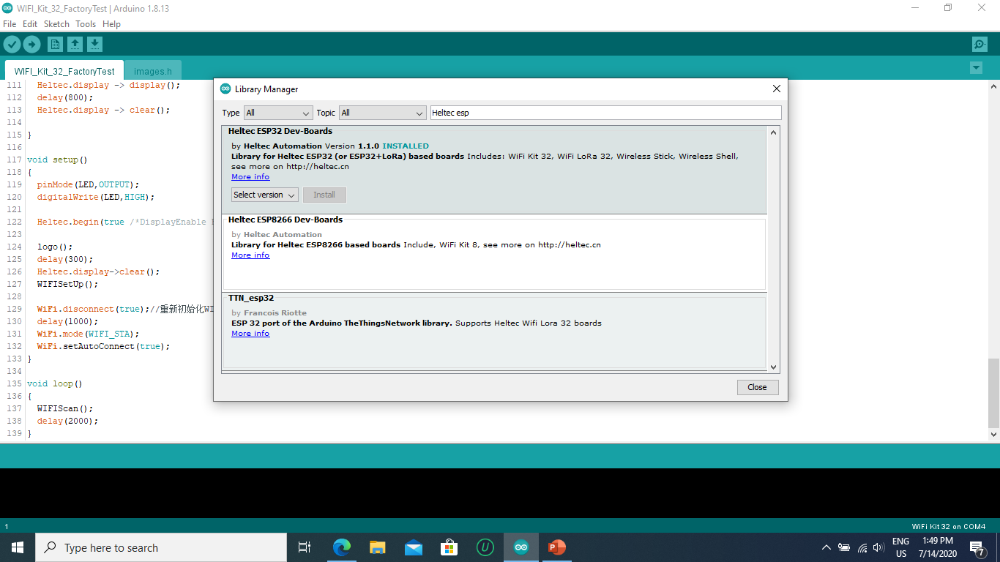 WIFI_Kit_32_FactoryTest | Arduino 1.8.13
File Edit Sketch Tools Help
WIFI_Kit_32_FactoryTest images.h
111 Heltec.display -> display();
112 delay(800);
113 Heltec.display -> clear();
114
115 }
116
117 void setup()
118 {
119 pinMode(LED,OUTPUT);
120 digitalWrite(LED,HIGH);
121
122 Heltec.begin(true /*DisplayEnable
123
124 logo();
125 delay(300);
126 Heltec.display->clear();
127 WIFISetUp();
128
129 WiFi.disconnect(true);//重新初始化WI
130 delay(1000);
131 WiFi.mode(WIFI_STA);
132 WiFi.setAutoConnect(true);
133 }
134
135 void loop()
136 {
137 WIFIScan();
138 delay(2000);
139 }
Library Manager
Type All Topic All Heltec esp
Heltec ESP32 Dev-Boards
by Heltec Automation Version 1.1.0 INSTALLED
Library for Heltec ESP32 (or ESP32+LoRa) based boards Includes: WiFi Kit 32, WiFi LoRa 32, Wireless Stick, Wireless Shell,
see more on http://heltec.cn
More info
Select version Install
Heltec ESP8266 Dev-Boards
by Heltec Automation
Library for Heltec ESP8266 based boards Include, WiFi Kit 8, see more on http://heltec.cn
More info
TTN_esp32
by Francois Riotte
ESP 32 port of the Arduino TheThingsNetwork library. Supports Heltec Wifi Lora 32 boards
More info
Close
1 WiFi Kit 32 on COM4
Type here to search
ENG
US
1:49 PM
7/14/2020
7